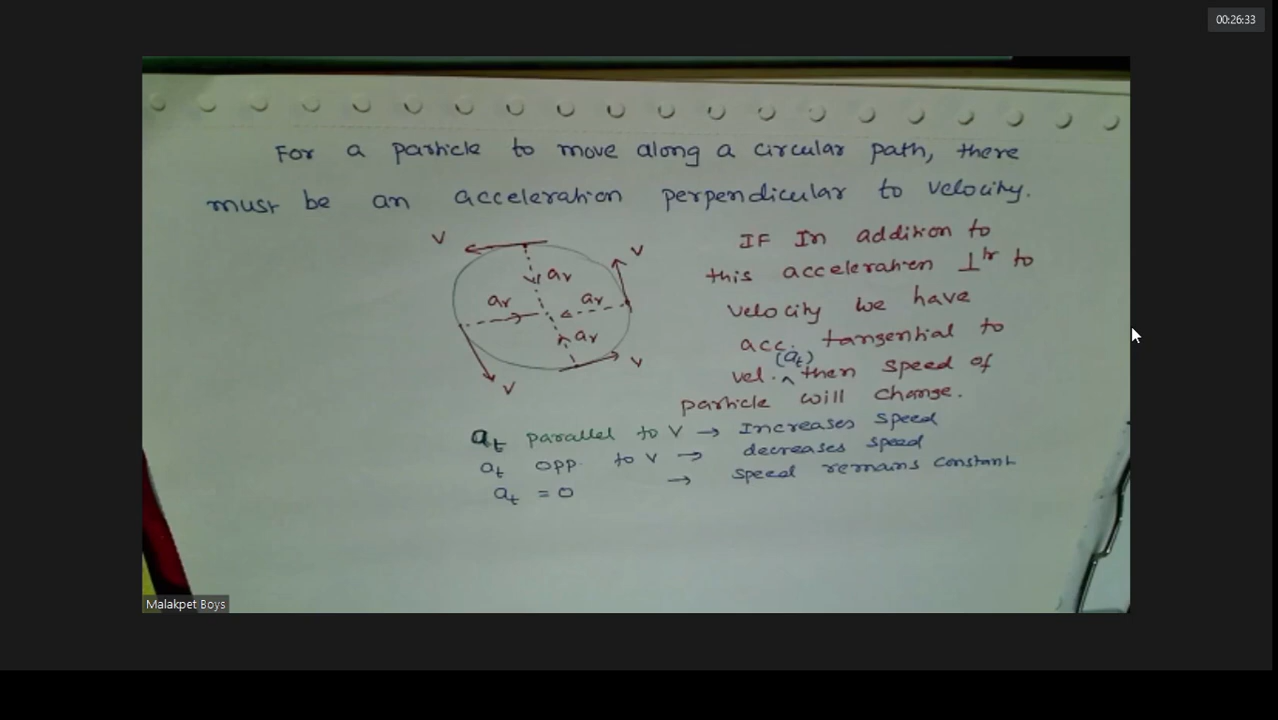 00:26:33
For a particle to move along a circular path, there
must be an acceleration perpendicular to velocity.
V
V
ar
ar
ar
ar
V
V
IF In addition to
this acceleration ⊥lr to
velocity we have
acc. tangential to
(at)
vel. ^ then speed of
particle will change.
at parallel to V → Increases speed
at opp. to V → decreases speed
at = 0 → speed remains constant
Malakpet Boys